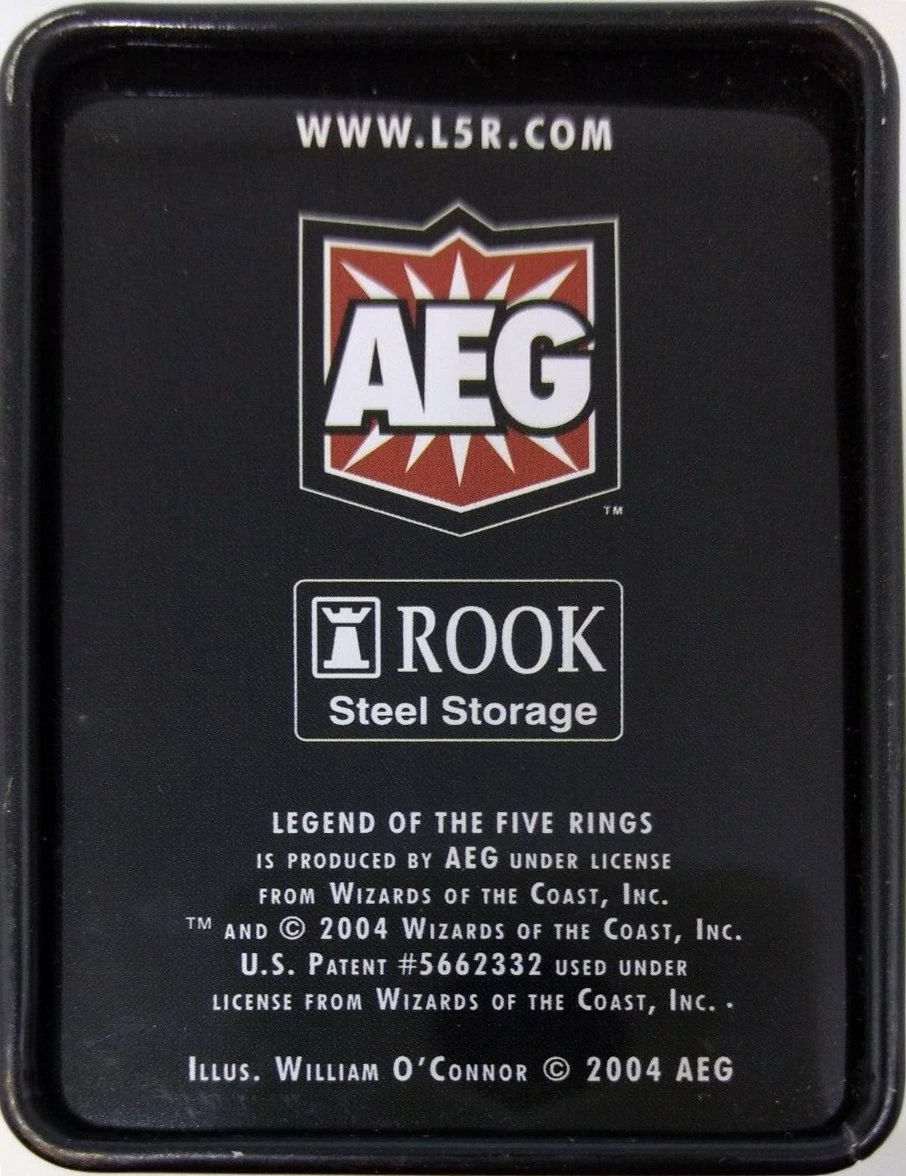 WWW.L5R.COM
AEG
TM
ROOK
Steel Storage
LEGEND OF THE FIVE RINGS
IS PRODUCED BY AEG UNDER LICENSE
FROM WIZARDS OF THE COAST, INC.
TM AND © 2004 WIZARDS OF THE COAST, INC.
U.S. PATENT #5662332 USED UNDER
LICENSE FROM WIZARDS OF THE COAST, INC. .
ILLUS. WILLIAM O'CONNOR © 2004 AEG